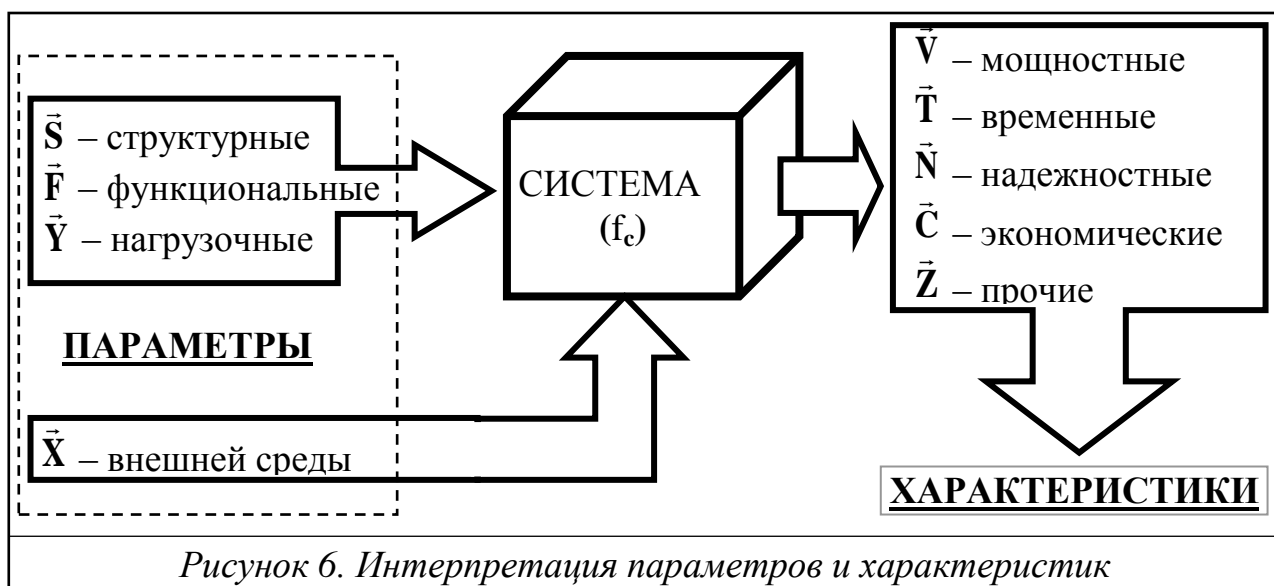 S⃗ – структурные
F⃗ – функциональные
Y⃗ – нагрузочные
ПАРАМЕТРЫ
X⃗ – внешней среды
СИСТЕМА
(fc)
V⃗ – мощностные
T⃗ – временные
N⃗ – надежностные
C⃗ – экономические
Z⃗ – прочие
ХАРАКТЕРИСТИКИ
Рисунок 6. Интерпретация параметров и характеристик